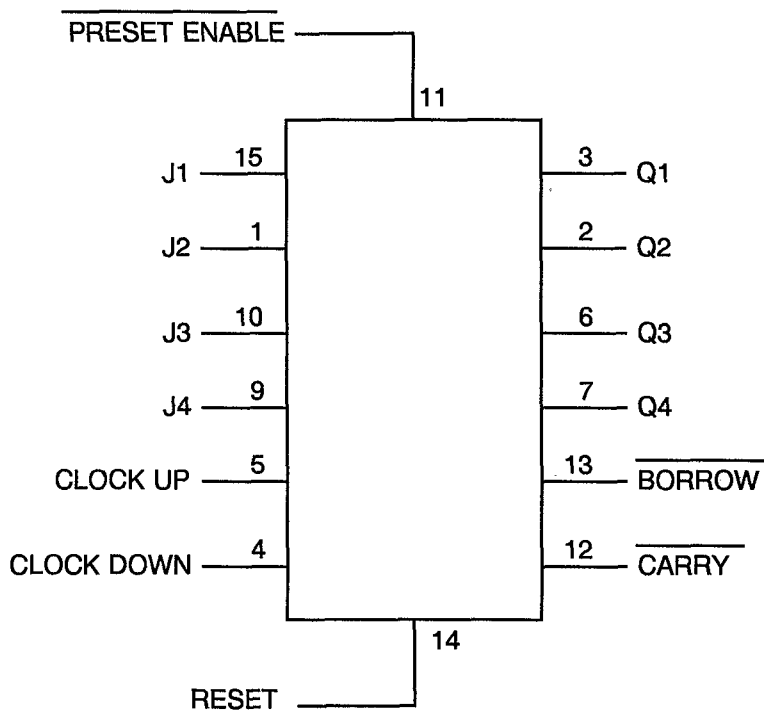 PRESET ENABLE
11
J1 15 3 Q1
J2 1 2 Q2
J3 10 6 Q3
J4 9 7 Q4
CLOCK UP 5 13 BORROW
CLOCK DOWN 4 12 CARRY
14
RESET